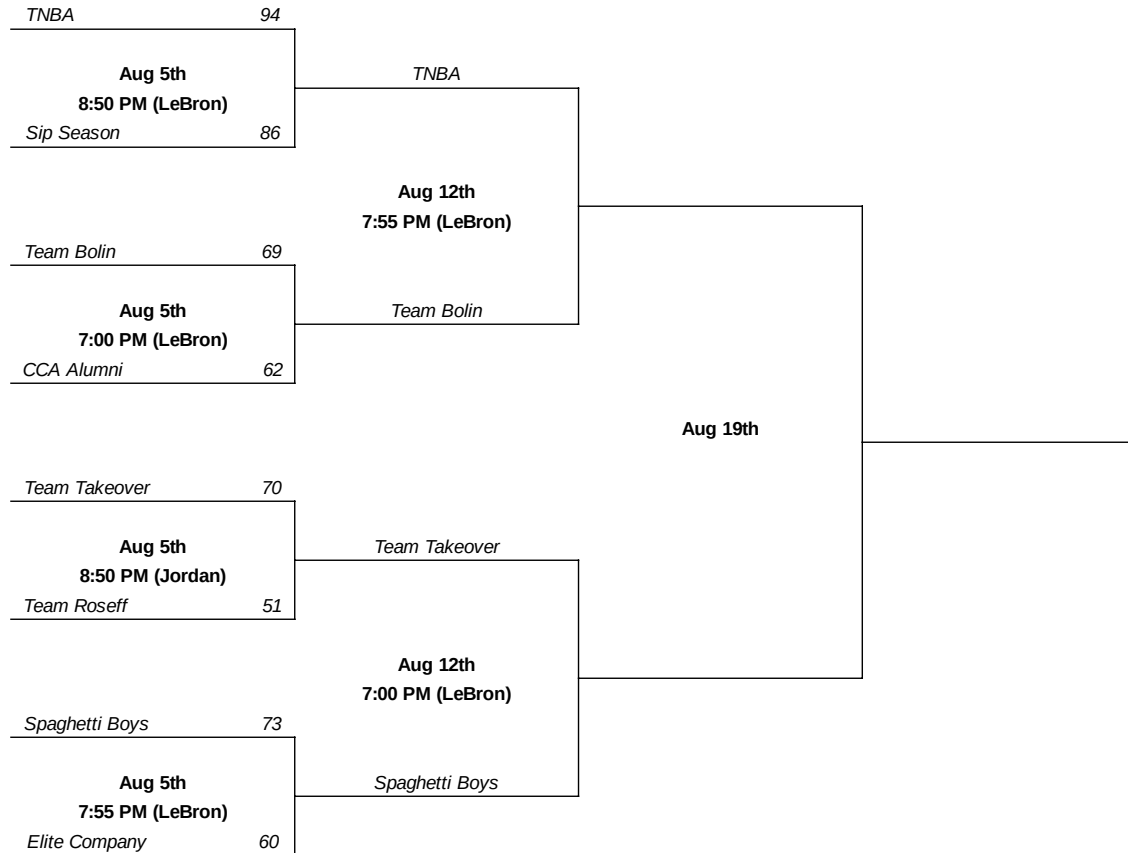 TNBA 94
Aug 5th
8:50 PM (LeBron)
Sip Season 86
TNBA
Aug 12th
7:55 PM (LeBron)
Team Bolin 69
Aug 5th
7:00 PM (LeBron)
CCA Alumni 62
Team Bolin
Aug 19th
Team Takeover 70
Aug 5th
8:50 PM (Jordan)
Team Roseff 51
Team Takeover
Aug 12th
7:00 PM (LeBron)
Spaghetti Boys 73
Aug 5th
7:55 PM (LeBron)
Elite Company 60
Spaghetti Boys